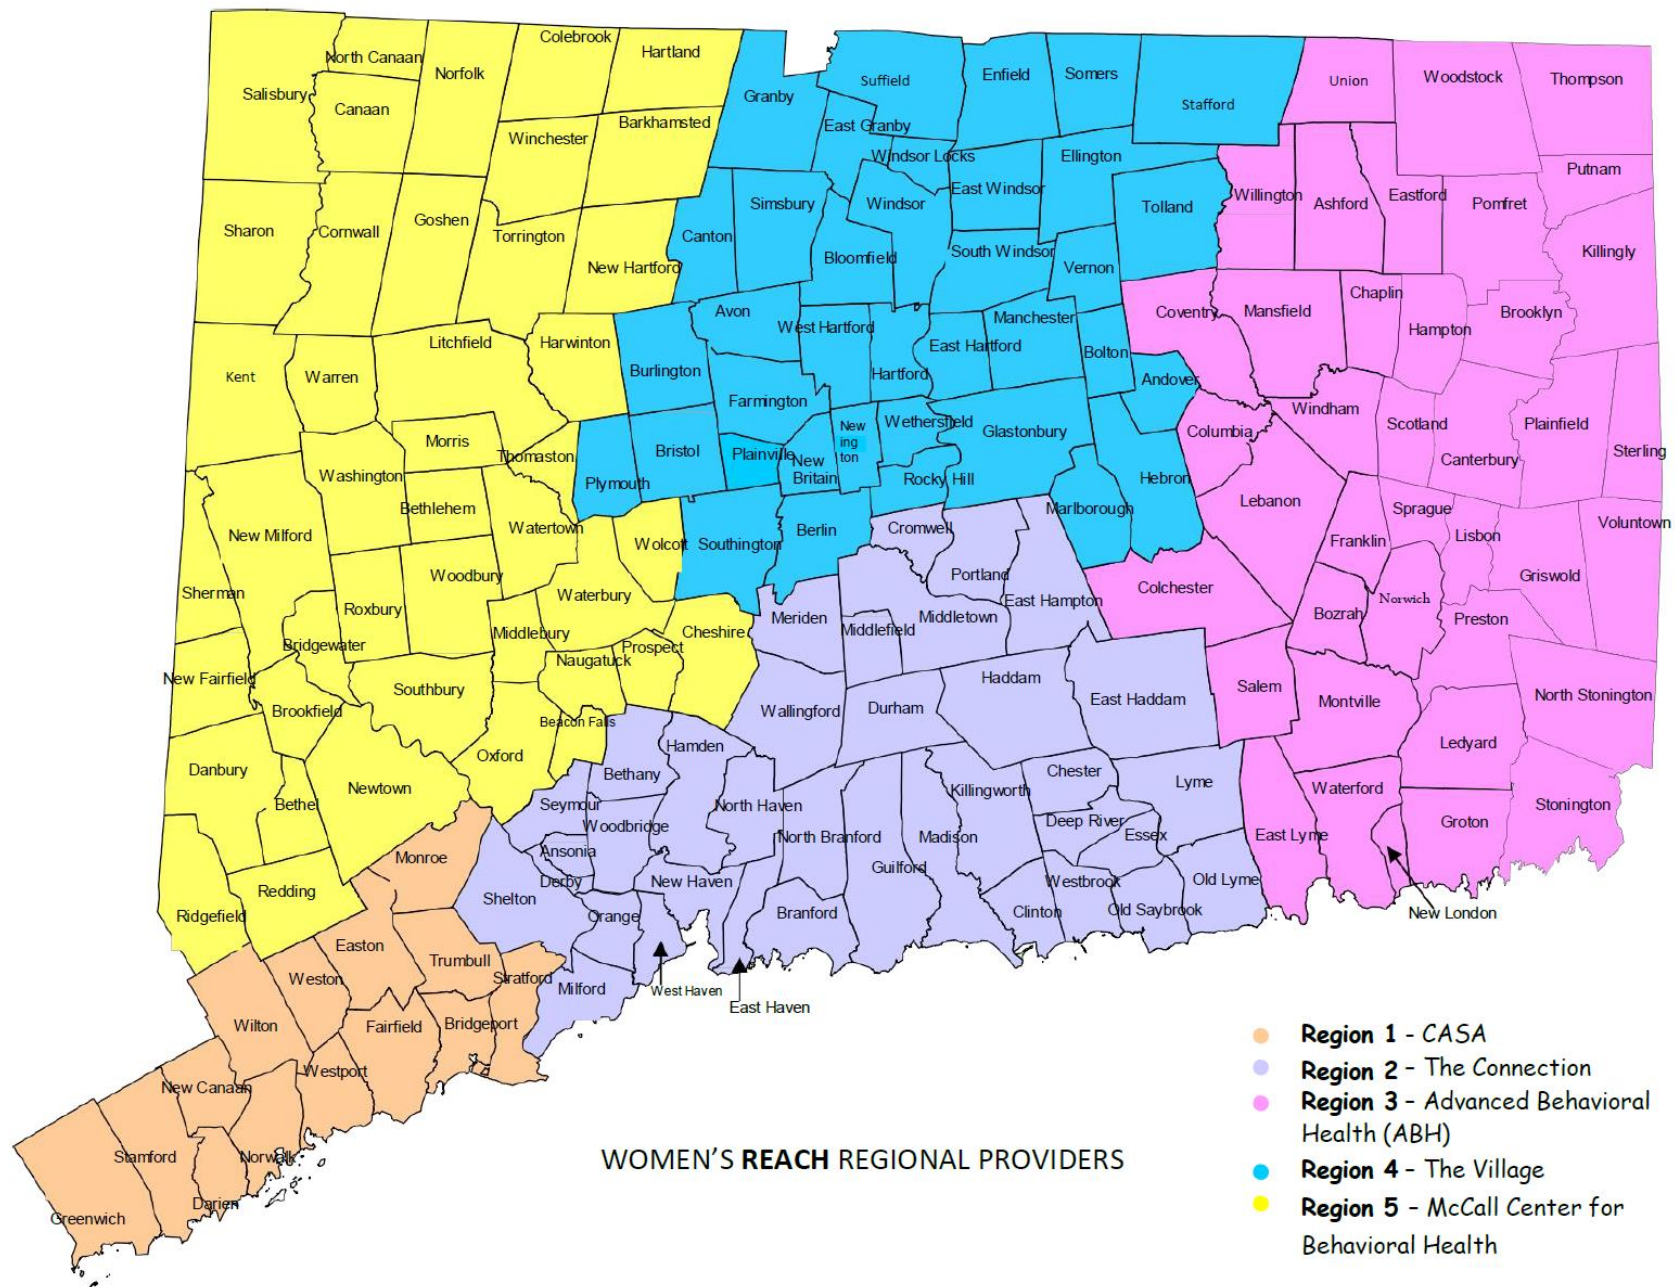 Colebrook
Hartland
North Canaan
Norfolk
Salisbury
Canaan
Winchester
Barkhamsted
Granby
Suffield
Enfield
Somers
Stafford
Union
Woodstock
Thompson
East Granby
Windsor Locks
Ellington
Putnam
Sharon
Cornwall
Goshen
Torrington
New Hartford
Canton
Simsbury
Windsor
East Windsor
Tolland
Willington
Ashford
Eastford
Pomfret
Bloomfield
South Windsor
Vernon
Killingly
Kent
Warren
Litchfield
Harwinton
Burlington
Avon
West Hartford
Hartford
East Hartford
Manchester
Bolton
Andover
Coventry
Mansfield
Chaplin
Hampton
Brooklyn
Farmington
Morris
Thomaston
Washington
Bethlehem
Watertown
Plymouth
Bristol
Plainville
New
Britain
New
ing
ton
Wethersfield
Rocky Hill
Glastonbury
Marlborough
Hebron
Columbia
Windham
Scotland
Canterbury
Plainfield
Sterling
Lebanon
Franklin
Sprague
Lisbon
Voluntown
Griswold
New Milford
Sherman
Roxbury
Woodbury
Waterbury
Wolcott
Southington
Berlin
Cromwell
Portland
East Hampton
Colchester
Bozrah
Norwich
Preston
Bridgewater
Middlebury
Naugatuck
Prospect
Cheshire
Meriden
Middlefield
Middletown
New Fairfield
Brookfield
Southbury
Beacon Falls
Oxford
Wallingford
Durham
Haddam
East Haddam
Salem
Montville
North Stonington
Ledyard
Danbury
Bethel
Newtown
Seymour
Bethany
Hamden
Woodbridge
North Haven
North Branford
Guilford
Madison
Killingworth
Chester
Deep River
Essex
Lyme
East Lyme
Waterford
Groton
Stonington
Ridgefield
Redding
Monroe
Shelton
Ansonia
Derby
Orange
New Haven
Branford
Clinton
Westbrook
Old Saybrook
Old Lyme
New London
Easton
Weston
Trumbull
Stratford
Milford
West Haven
East Haven
Wilton
Fairfield
Bridgeport
Westport
New Canaan
Stamford
Norwalk
Darien
Greenwich
WOMEN’S REACH REGIONAL PROVIDERS
Region 1 - CASA
Region 2 – The Connection
Region 3 – Advanced Behavioral
Health (ABH)
Region 4 – The Village
Region 5 – McCall Center for
Behavioral Health